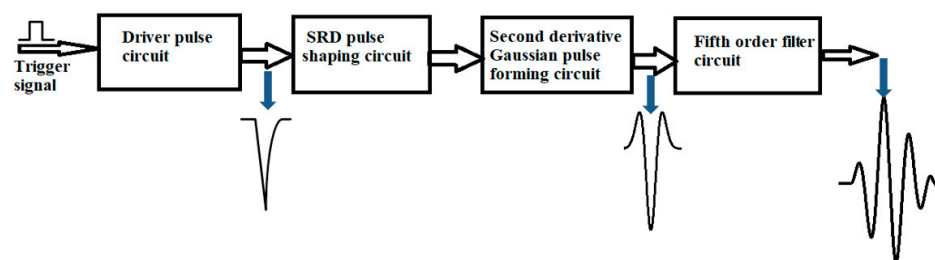 Trigger
signal
Driver pulse
circuit
SRD pulse
shaping circuit
Second derivative
Gaussian pulse
forming circuit
Fifth order filter
circuit